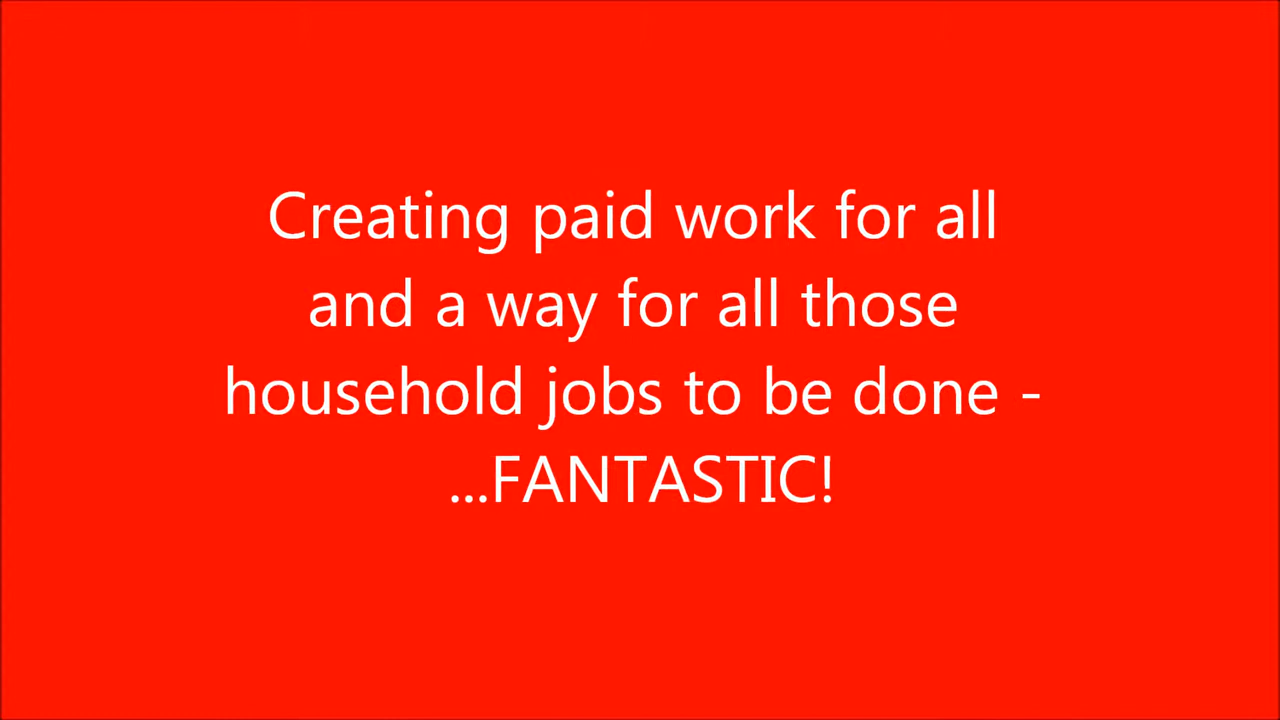 Creating paid work for all
and a way for all those
household jobs to be done -
...FANTASTIC!